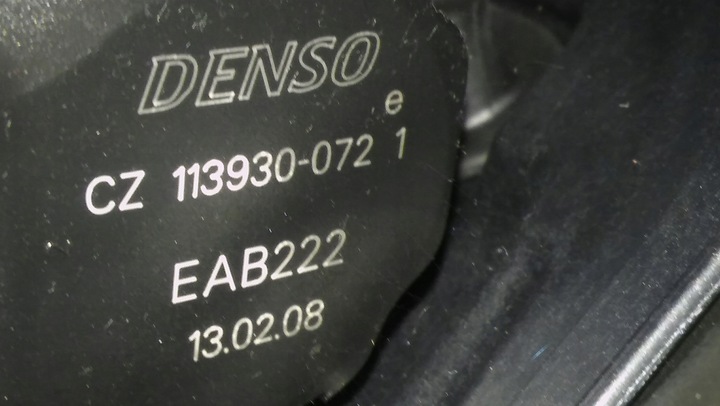 DENSO
e
CZ 113930-072 1
EAB222
13.02.08